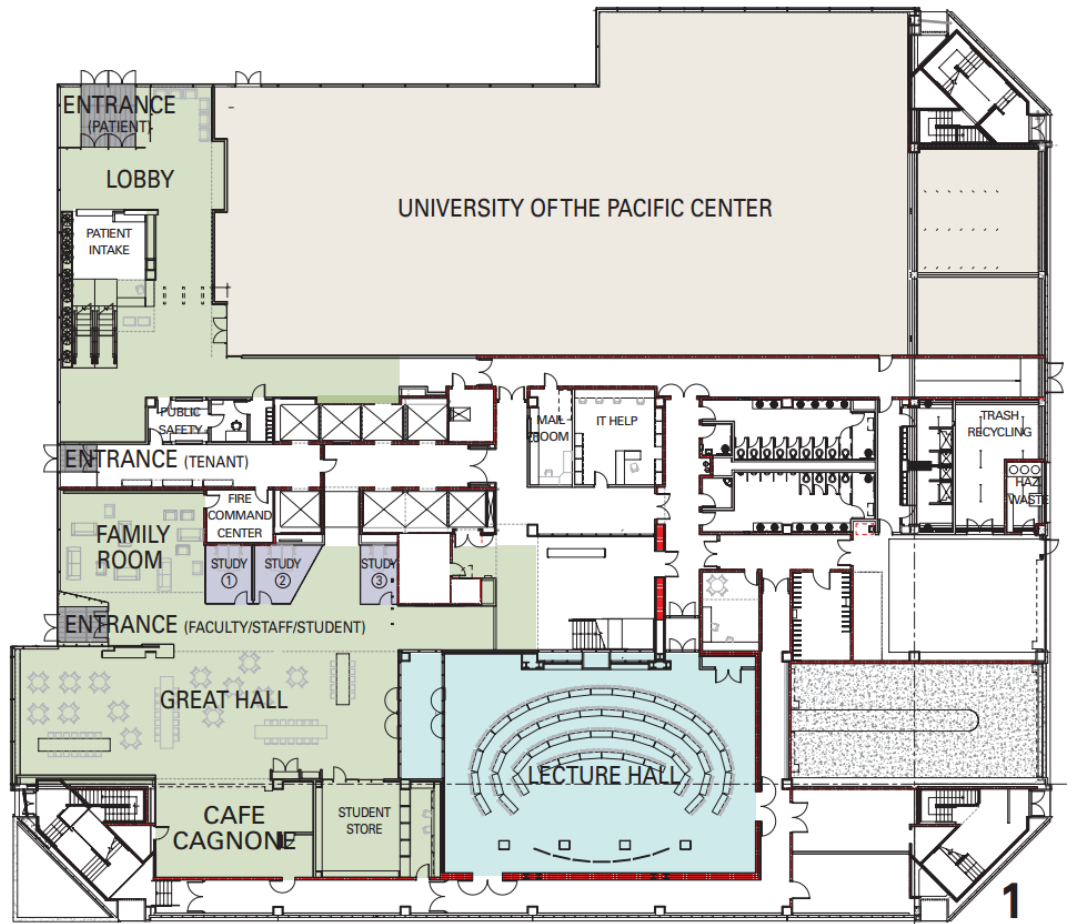 ENTRANCE
(PATIENT)
LOBBY
PATIENT
INTAKE
UNIVERSITY OF THE PACIFIC CENTER
PUBLIC
SAFETY
MAIL
ROOM
IT HELP
TRASH
RECYCLING
HAZ
WASTE
ENTRANCE (TENANT)
FIRE
COMMAND
CENTER
FAMILY
ROOM
STUDY
1
STUDY
2
STUDY
3
ENTRANCE (FACULTY/STAFF/STUDENT)
GREAT HALL
LECTURE HALL
CAFE
CAGNONE
STUDENT
STORE
1